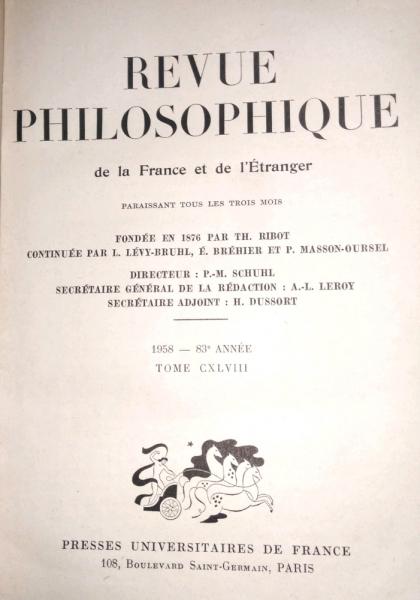 REVUE
PHILOSOPHIQUE
de la France et de l'Étranger
PARAISSANT TOUS LES TROIS MOIS
FONDÉE EN 1876 PAR TH. RIBOT
CONTINUÉE PAR L. LÉVY-BRUHL, É. BRÉHIER ET P. MASSON-OURSEL
DIRECTEUR : P.-M. SCHUHL
SECRÉTAIRE GÉNÉRAL DE LA RÉDACTION : A.-L. LEROY
SECRÉTAIRE ADJOINT : H. DUSSORT
1958 — 83e ANNÉE
TOME CXLVIII
PRESSES UNIVERSITAIRES DE FRANCE
108, BOULEVARD SAINT-GERMAIN, PARIS